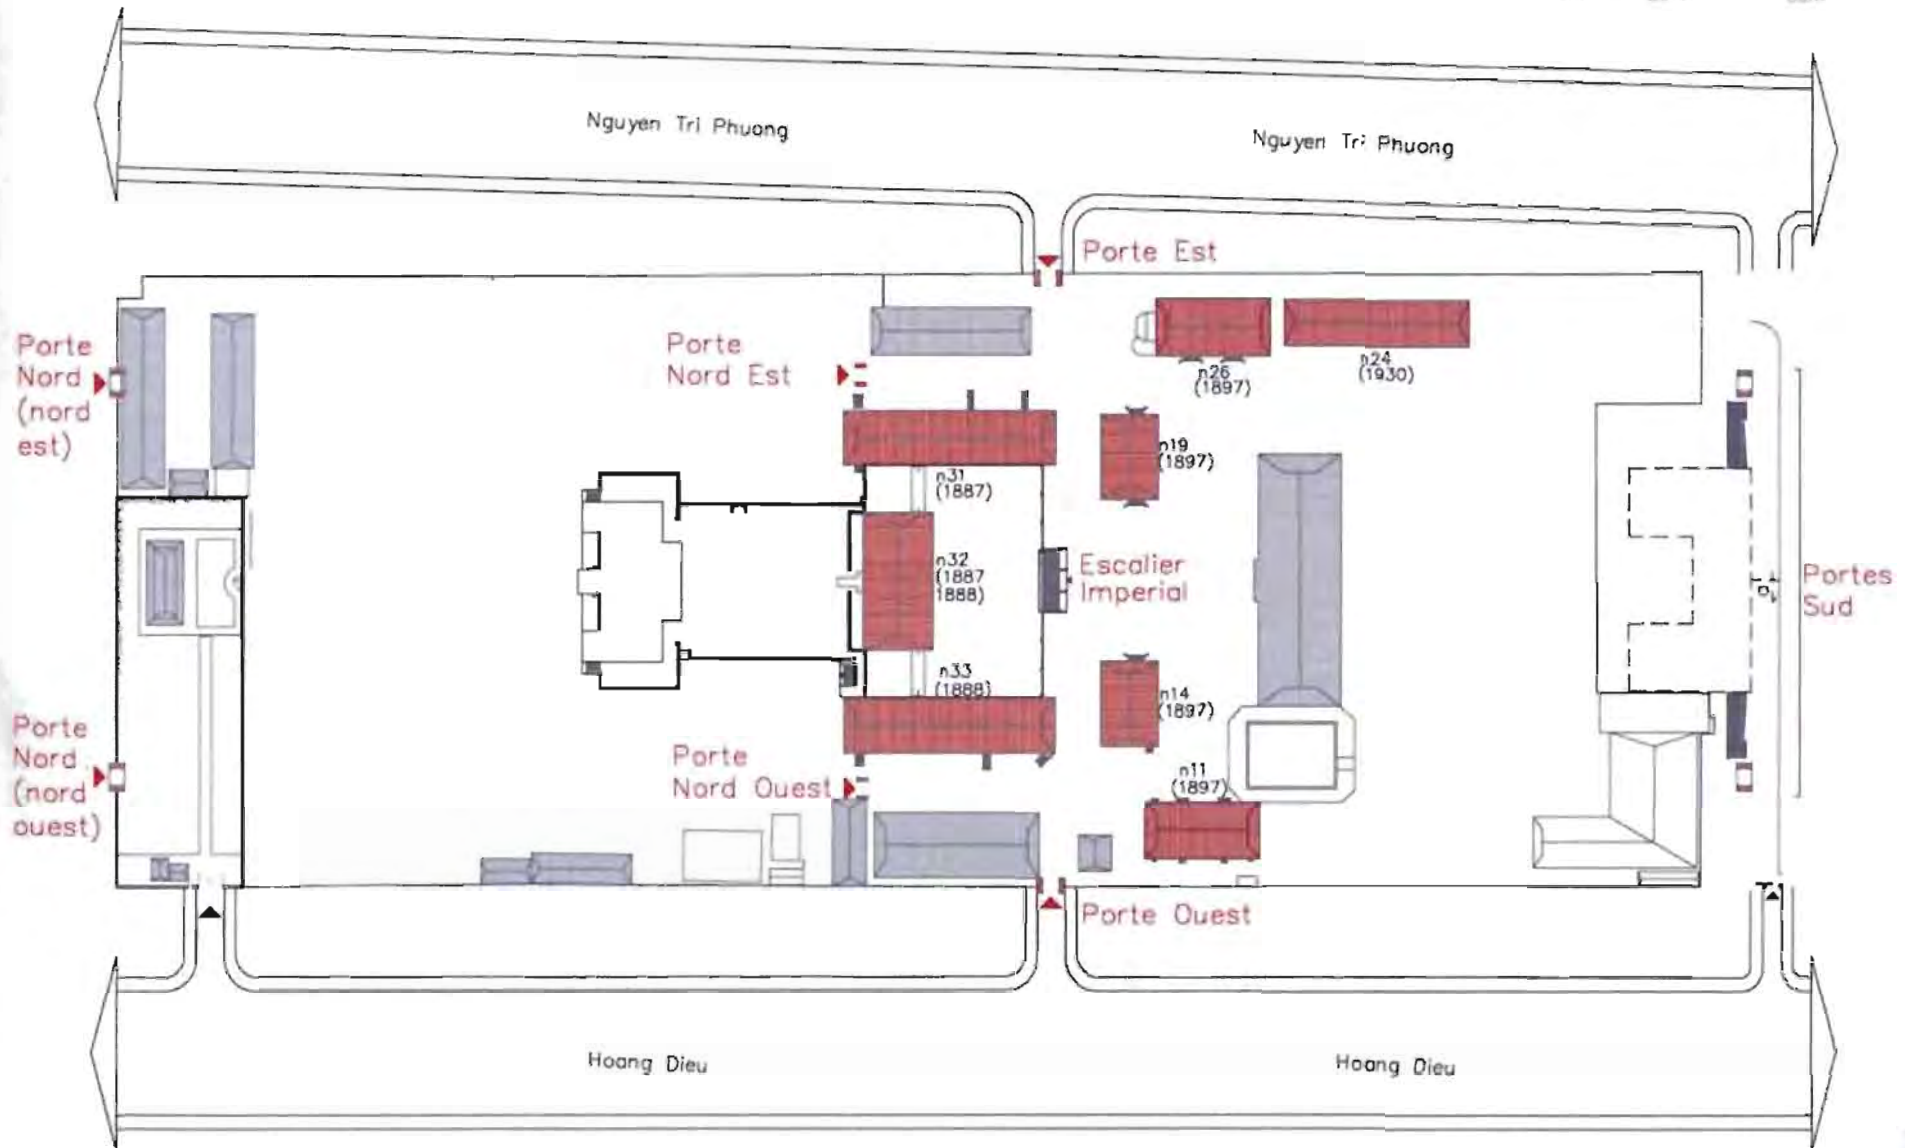 Nguyen Tri Phuong
Nguyen Tri Phuong
Porte Est
Porte
Nord
(nord
est)
Porte
Nord Est
n26
(1897)
n24
(1930)
n19
(1897)
n31
(1887)
n32
(1887
1888)
Escalier
Imperial
Portes
Sud
n33
(1888)
n14
(1897)
Porte
Nord
(nord
ouest)
Porte
Nord Ouest
n11
(1897)
Porte Ouest
Hoang Dieu
Hoang Dieu